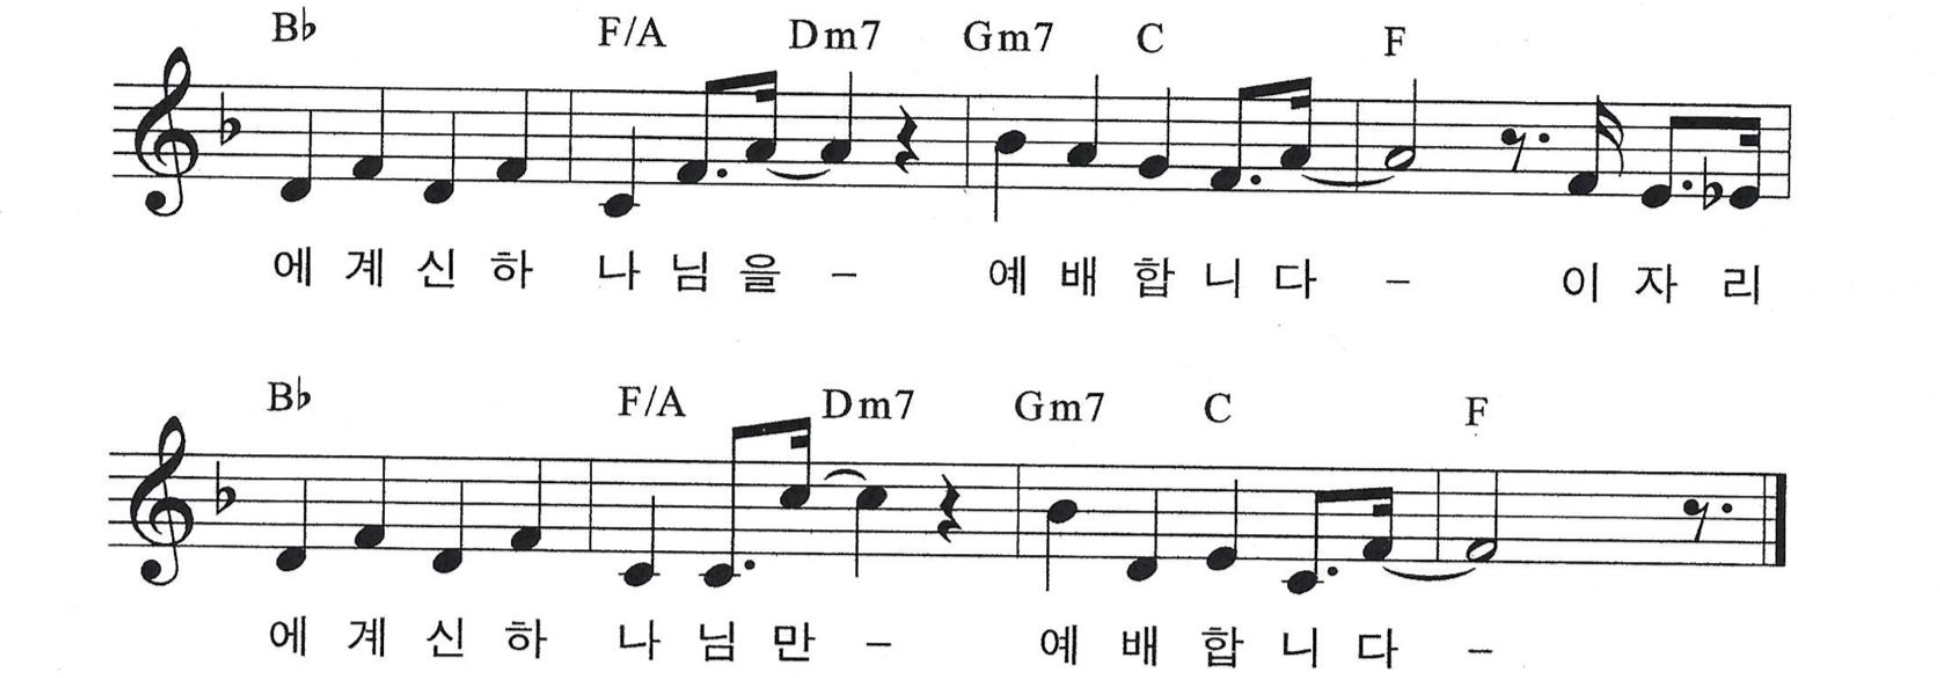 B♭ F/A Dm7 Gm7 C F
에 계 신 하 나 님 을 – 예 배 합 니 다 – 이 자 리
B♭ F/A Dm7 Gm7 C F
에 계 신 하 나 님 만 – 예 배 합 니 다 –